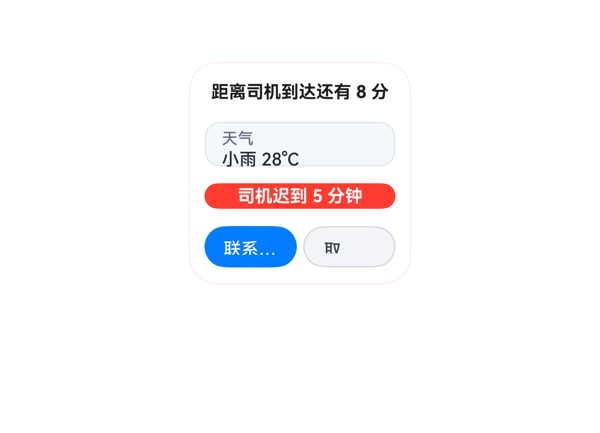 距离司机到达还有 8 分
天气
小雨 28°C
司机迟到 5 分钟
联系...
取